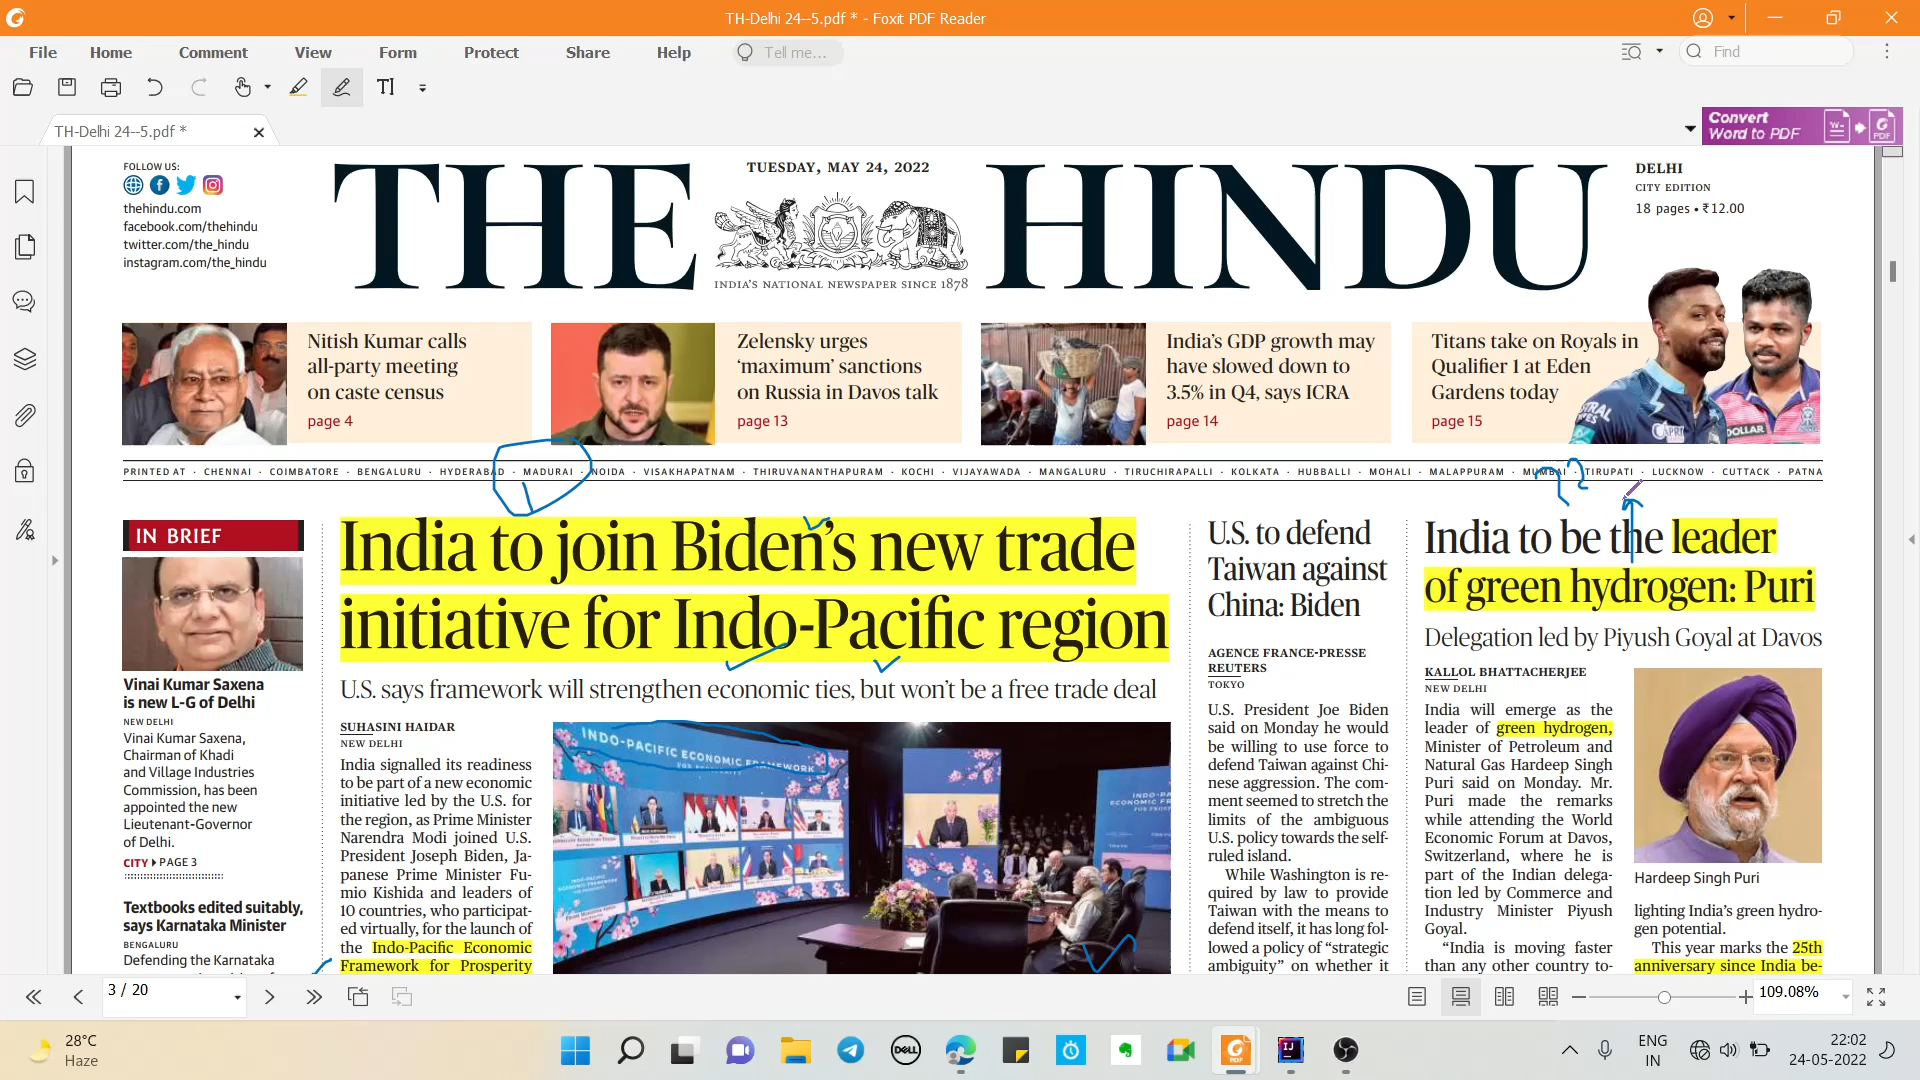 TH-Delhi 24--5.pdf * - Foxit PDF Reader
File Home Comment View Form Protect Share Help Tell me... Find
TH-Delhi 24--5.pdf *
Convert
Word to PDF
FOLLOW US:
thehindu.com
facebook.com/thehindu
twitter.com/the_hindu
instagram.com/the_hindu
THE HINDU
TUESDAY, MAY 24, 2022
INDIA'S NATIONAL NEWSPAPER SINCE 1878
DELHI
CITY EDITION
18 pages • ₹12.00
Nitish Kumar calls
all-party meeting
on caste census
page 4
Zelensky urges
‘maximum’ sanctions
on Russia in Davos talk
page 13
India’s GDP growth may
have slowed down to
3.5% in Q4, says ICRA
page 14
Titans take on Royals in
Qualifier 1 at Eden
Gardens today
page 15
PRINTED AT · CHENNAI · COIMBATORE · BENGALURU · HYDERABAD · MADURAI · NOIDA · VISAKHAPATNAM · THIRUVANANTHAPURAM · KOCHI · VIJAYAWADA · MANGALURU · TIRUCHIRAPALLI · KOLKATA · HUBBALLI · MOHALI · MALAPPURAM · MUMBAI · TIRUPATI · LUCKNOW · CUTTACK · PATNA
IN BRIEF
Vinai Kumar Saxena
is new L-G of Delhi
NEW DELHI
Vinai Kumar Saxena,
Chairman of Khadi
and Village Industries
Commission, has been
appointed the new
Lieutenant-Governor
of Delhi.
CITY PAGE 3
Textbooks edited suitably,
says Karnataka Minister
BENGALURU
Defending the Karnataka
India to join Biden’s new trade
initiative for Indo-Pacific region
U.S. says framework will strengthen economic ties, but won’t be a free trade deal
SUHASINI HAIDAR
NEW DELHI
India signalled its readiness
to be part of a new economic
initiative led by the U.S. for
the region, as Prime Minister
Narendra Modi joined U.S.
President Joseph Biden, Ja-
panese Prime Minister Fu-
mio Kishida and leaders of
10 countries, who participat-
ed virtually, for the launch of
the Indo-Pacific Economic
Framework for Prosperity
INDO-PACIFIC ECONOMIC FRAMEWORK
FOR PROSPERITY
U.S. to defend
Taiwan against
China: Biden
AGENCE FRANCE-PRESSE
REUTERS
TOKYO
U.S. President Joe Biden
said on Monday he would
be willing to use force to
defend Taiwan against Chi-
nese aggression. The com-
ment seemed to stretch the
limits of the ambiguous
U.S. policy towards the self-
ruled island.
While Washington is re-
quired by law to provide
Taiwan with the means to
defend itself, it has long fol-
lowed a policy of “strategic
ambiguity” on whether it
India to be the leader
of green hydrogen: Puri
Delegation led by Piyush Goyal at Davos
KALLOL BHATTACHERJEE
NEW DELHI
India will emerge as the
leader of green hydrogen,
Minister of Petroleum and
Natural Gas Hardeep Singh
Puri said on Monday. Mr.
Puri made the remarks
while attending the World
Economic Forum at Davos,
Switzerland, where he is
part of the Indian delega-
tion led by Commerce and
Industry Minister Piyush
Goyal.
“India is moving faster
than any other country to-
Hardeep Singh Puri
lighting India’s green hydro-
gen potential.
This year marks the 25th
anniversary since India be-
3 / 20
109.08%
28°C
Haze
DELL
ENG
IN
22:02
24-05-2022